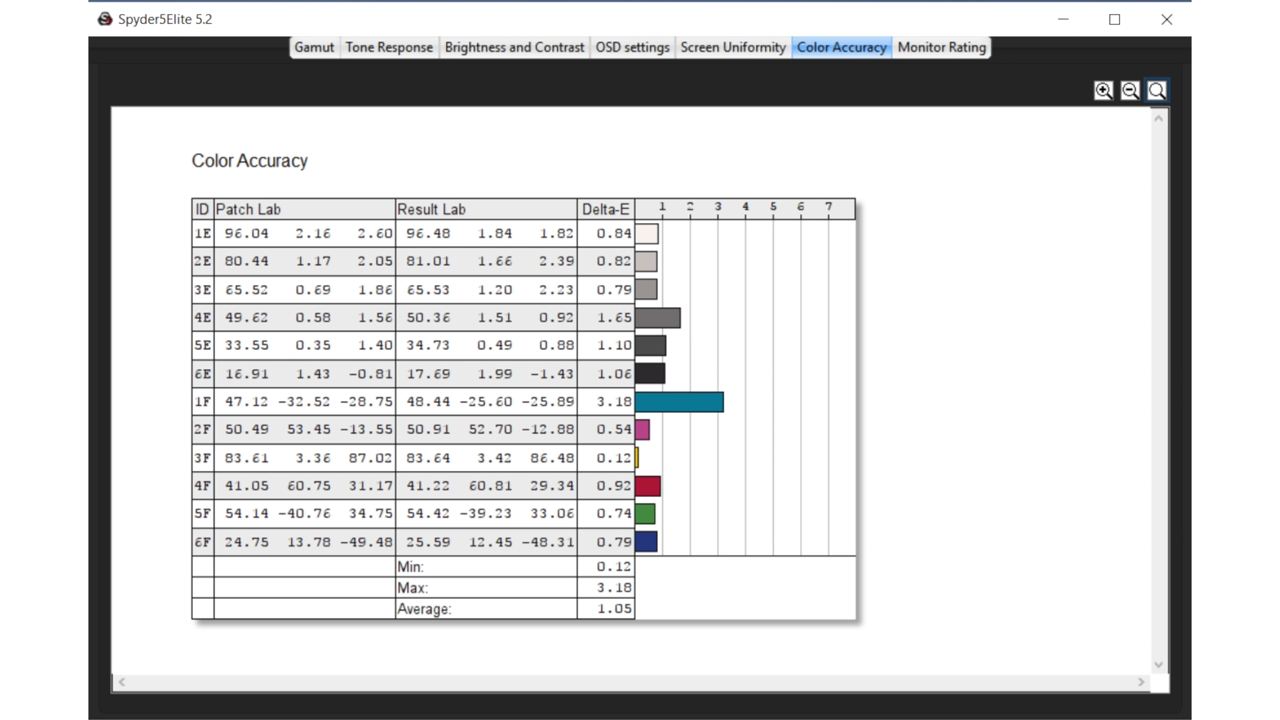 Spyder5Elite 5.2
Gamut Tone Response Brightness and Contrast OSD settings Screen Uniformity Color Accuracy Monitor Rating
Color Accuracy
ID Patch Lab Result Lab Delta-E 1 2 3 4 5 6 7
1E 96.04 2.16 2.60 96.48 1.84 1.82 0.84
2E 80.44 1.17 2.05 81.01 1.66 2.39 0.82
3E 65.52 0.69 1.86 65.53 1.20 2.23 0.79
4E 49.62 0.58 1.56 50.36 1.51 0.92 1.65
5E 33.55 0.35 1.40 34.73 0.49 0.88 1.10
6E 16.91 1.43 -0.81 17.69 1.99 -1.43 1.06
1F 47.12 -32.52 -28.75 48.44 -25.60 -25.89 3.18
2F 50.49 53.45 -13.55 50.91 52.70 -12.88 0.54
3F 83.61 3.36 87.02 83.64 3.42 86.48 0.12
4F 41.05 60.75 31.17 41.22 60.81 29.34 0.92
5F 54.14 -40.76 34.75 54.42 -39.23 33.06 0.74
6F 24.75 13.78 -49.48 25.59 12.45 -48.31 0.79
Min: 0.12
Max: 3.18
Average: 1.05